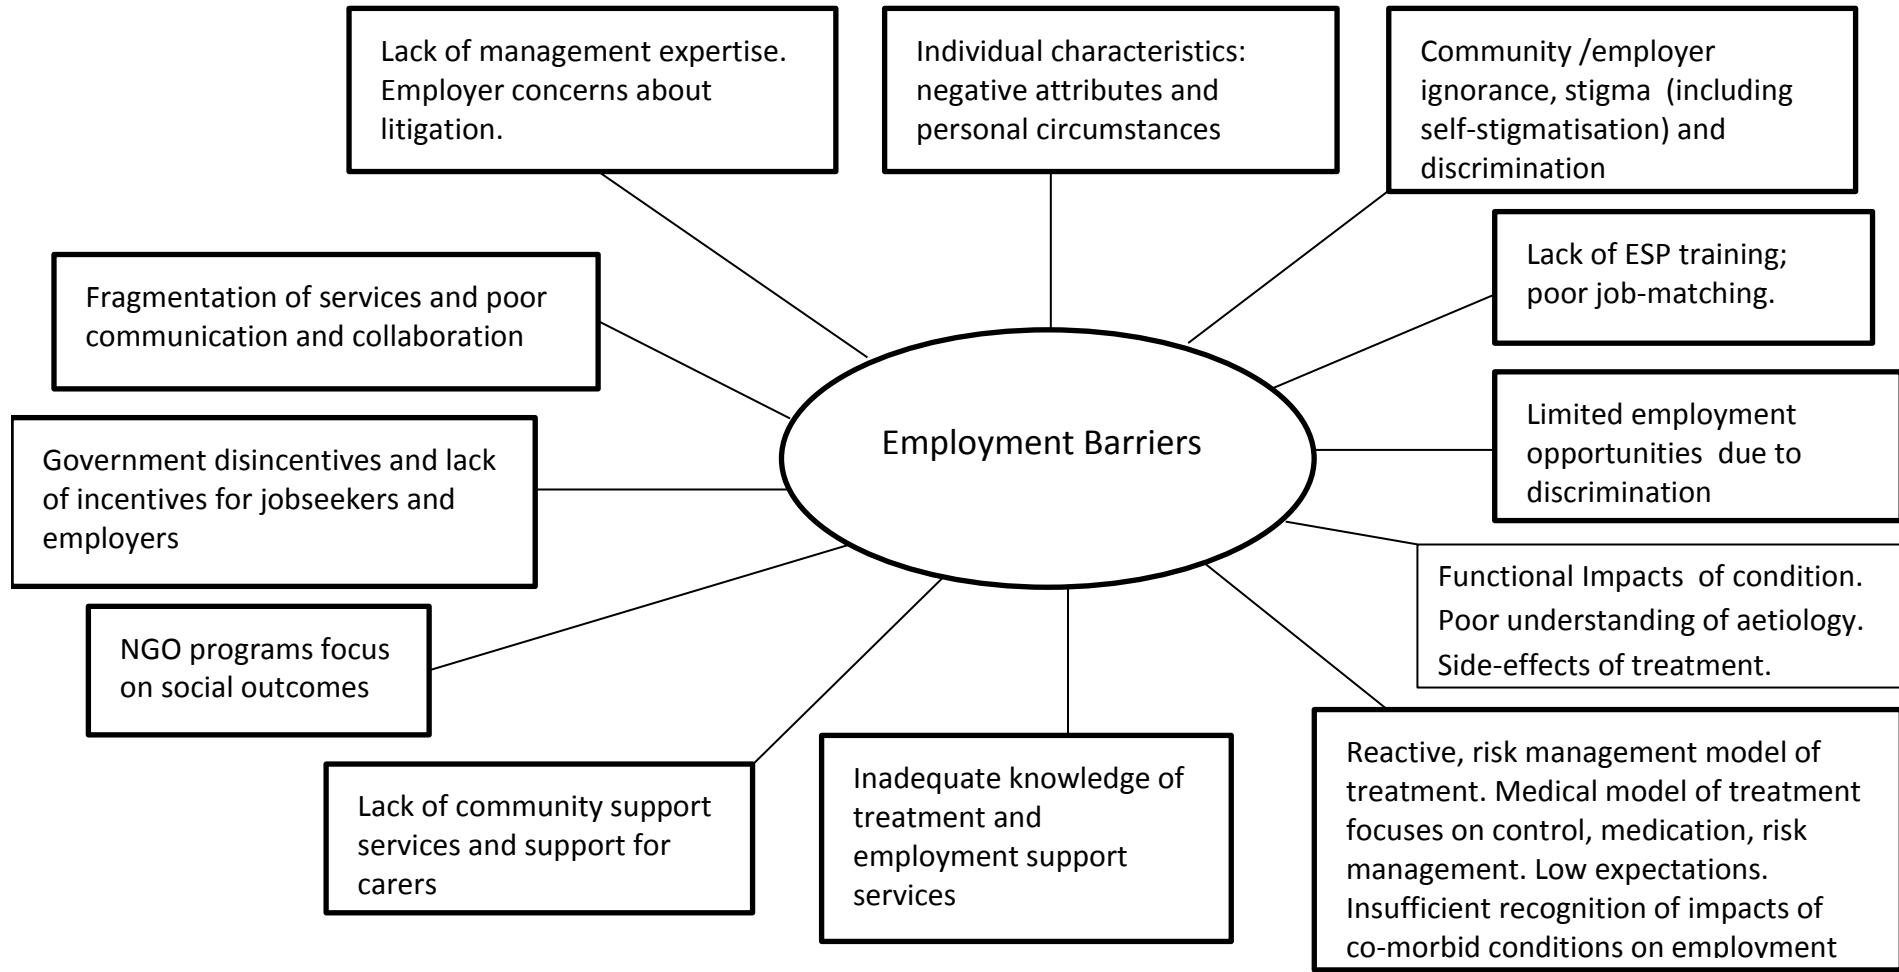 Lack of management expertise.
Employer concerns about
litigation.
Individual characteristics:
negative attributes and
personal circumstances
Community /employer
ignorance, stigma  (including
self-stigmatisation) and
discrimination
Fragmentation of services and poor
communication and collaboration
Lack of ESP training;
poor job-matching.
Employment Barriers
Government disincentives and lack
of incentives for jobseekers and
employers
Limited employment
opportunities  due to
discrimination
Functional Impacts  of condition.
Poor understanding of aetiology.
Side-effects of treatment.
NGO programs focus
on social outcomes
Lack of community support
services and support for
carers
Inadequate knowledge of
treatment and
employment support
services
Reactive, risk management model of
treatment. Medical model of treatment
focuses on control, medication, risk
management. Low expectations.
Insufficient recognition of impacts of
co-morbid conditions on employment